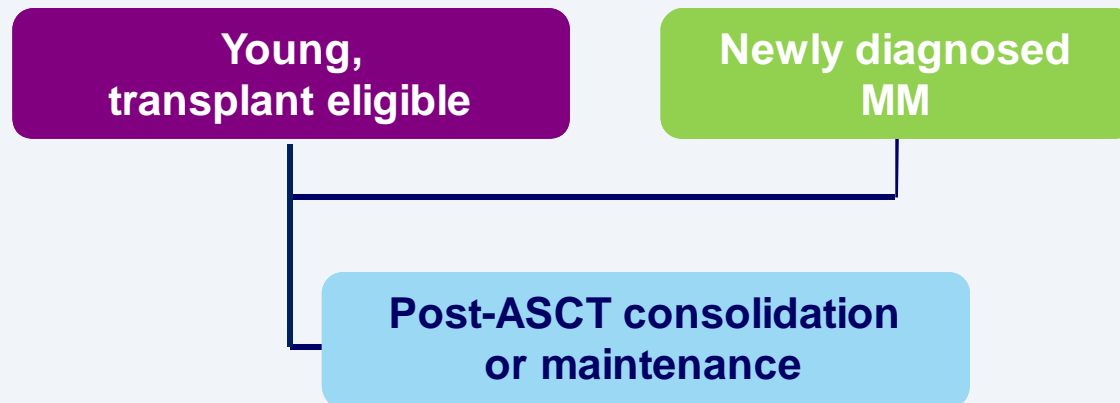 Young,
transplant eligible
Newly diagnosed
MM
Post-ASCT consolidation
or maintenance